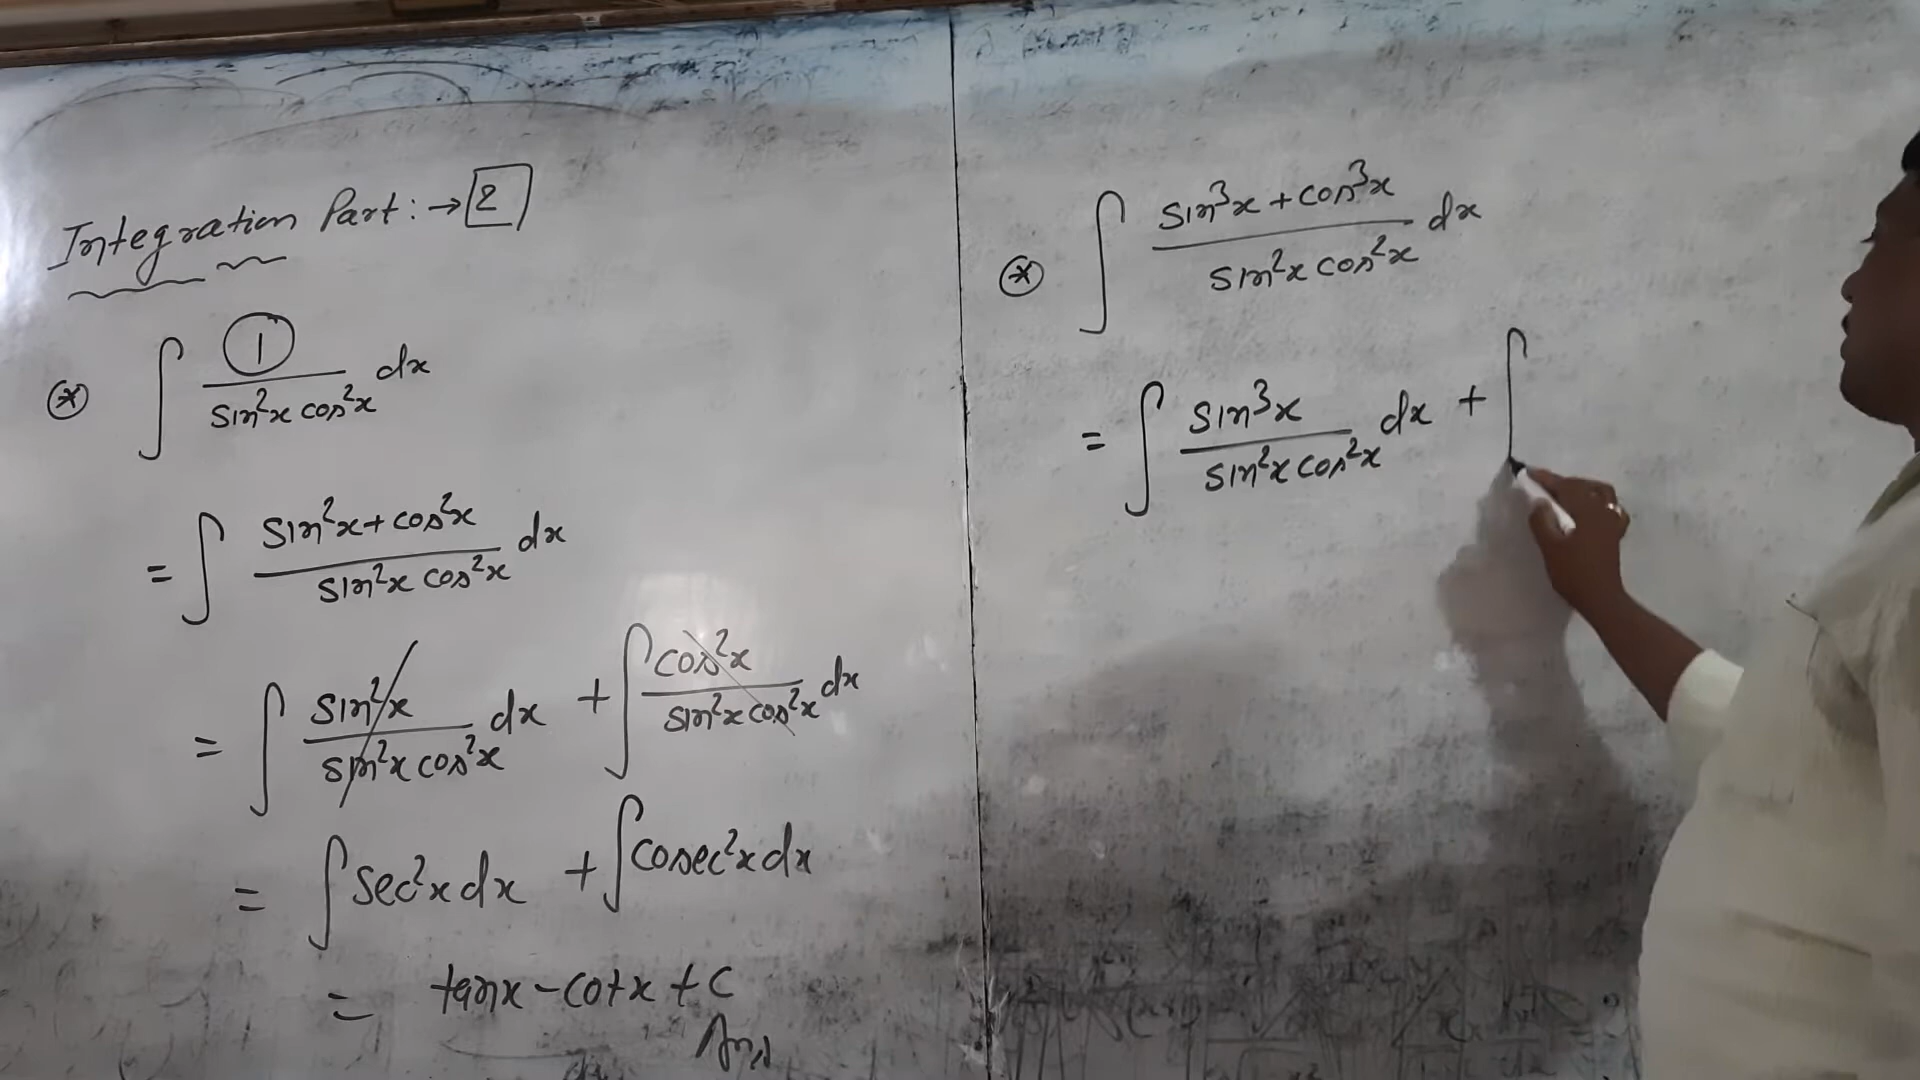 Integration Part:→ 2
⊛ ∫ 1/(sin²x cos²x) dx
= ∫ (sin²x + cos²x)/(sin²x cos²x) dx
= ∫ sin²x/(sin²x cos²x) dx + ∫ cos²x/(sin²x cos²x) dx
= ∫ sec²x dx + ∫ cosec²x dx
= tanx - cotx + c
Ans
⊛ ∫ (sin³x + cos³x)/(sin²x cos²x) dx
= ∫ sin³x/(sin²x cos²x) dx + ∫